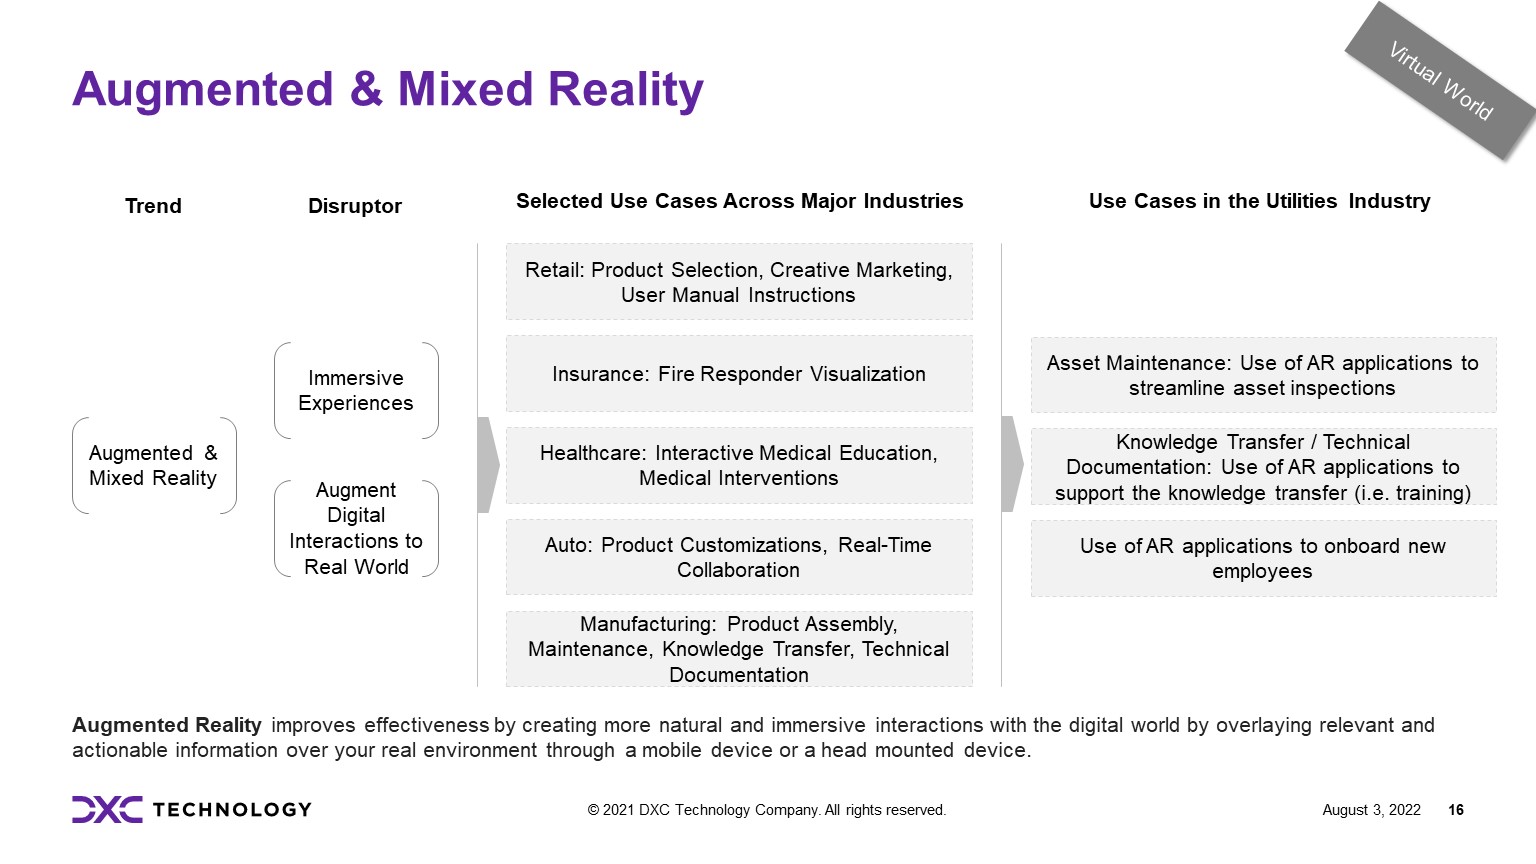 Virtual World
Augmented & Mixed Reality
Trend
Disruptor
Selected Use Cases Across Major Industries
Use Cases in the Utilities Industry
Augmented &
Mixed Reality
Immersive
Experiences
Augment
Digital
Interactions to
Real World
Retail: Product Selection, Creative Marketing,
User Manual Instructions
Insurance: Fire Responder Visualization
Healthcare: Interactive Medical Education,
Medical Interventions
Auto: Product Customizations, Real-Time
Collaboration
Manufacturing: Product Assembly,
Maintenance, Knowledge Transfer, Technical
Documentation
Asset Maintenance: Use of AR applications to
streamline asset inspections
Knowledge Transfer / Technical
Documentation: Use of AR applications to
support the knowledge transfer (i.e. training)
Use of AR applications to onboard new
employees
Augmented Reality improves effectiveness by creating more natural and immersive interactions with the digital world by overlaying relevant and
actionable information over your real environment through a mobile device or a head mounted device.
DXC TECHNOLOGY
© 2021 DXC Technology Company. All rights reserved.
August 3, 2022
16